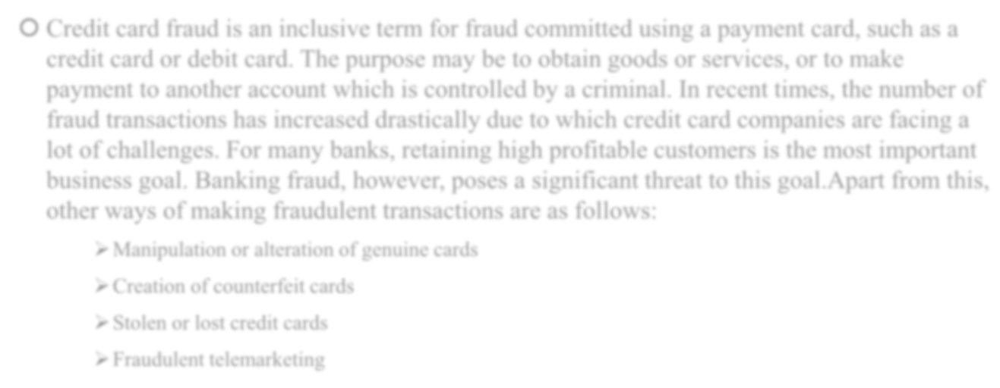 Credit card fraud is an inclusive term for fraud committed using a payment card, such as a
credit card or debit card. The purpose may be to obtain goods or services, or to make
payment to another account which is controlled by a criminal. In recent times, the number of
fraud transactions has increased drastically due to which credit card companies are facing a
lot of challenges. For many banks, retaining high profitable customers is the most important
business goal. Banking fraud, however, poses a significant threat to this goal.Apart from this,
other ways of making fraudulent transactions are as follows:
Manipulation or alteration of genuine cards
Creation of counterfeit cards
Stolen or lost credit cards
Fraudulent telemarketing